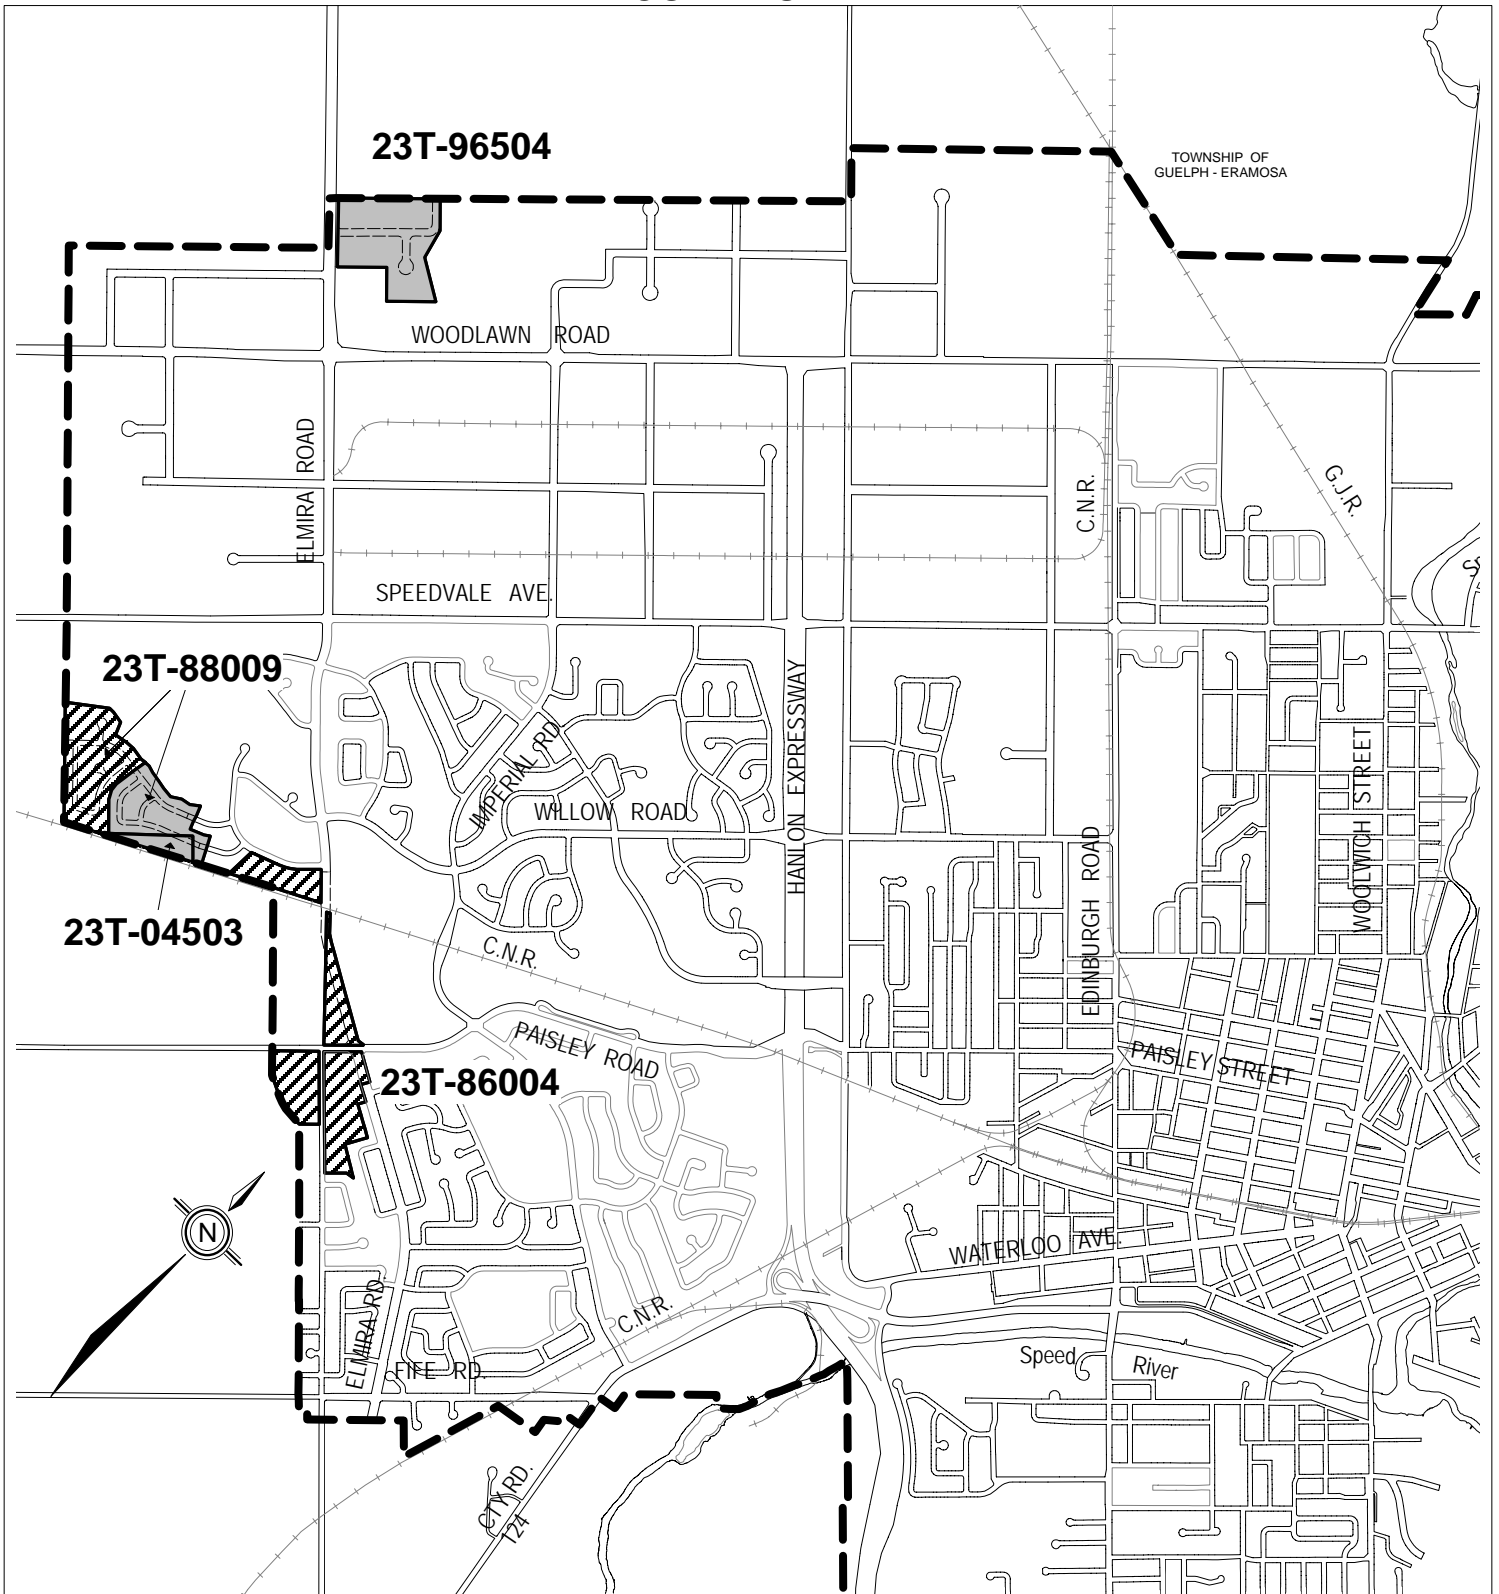 23T-96504
TOWNSHIP OF
GUELPH - ERAMOSA
WOODLAWN ROAD
ELMIRA ROAD
C.N.R.
G.J.R.
SPEEDVALE AVE.
23T-88009
IMPERIAL RD.
WILLOW ROAD
HANLON EXPRESSWAY
EDINBURGH ROAD
WOOLWICH STREET
23T-04503
C.N.R.
PAISLEY ROAD
PAISLEY STREET
23T-86004
N
WATERLOO AVE.
ELMIRA RD.
C.N.R.
FIFE RD.
Speed
River
CTY RD.
124